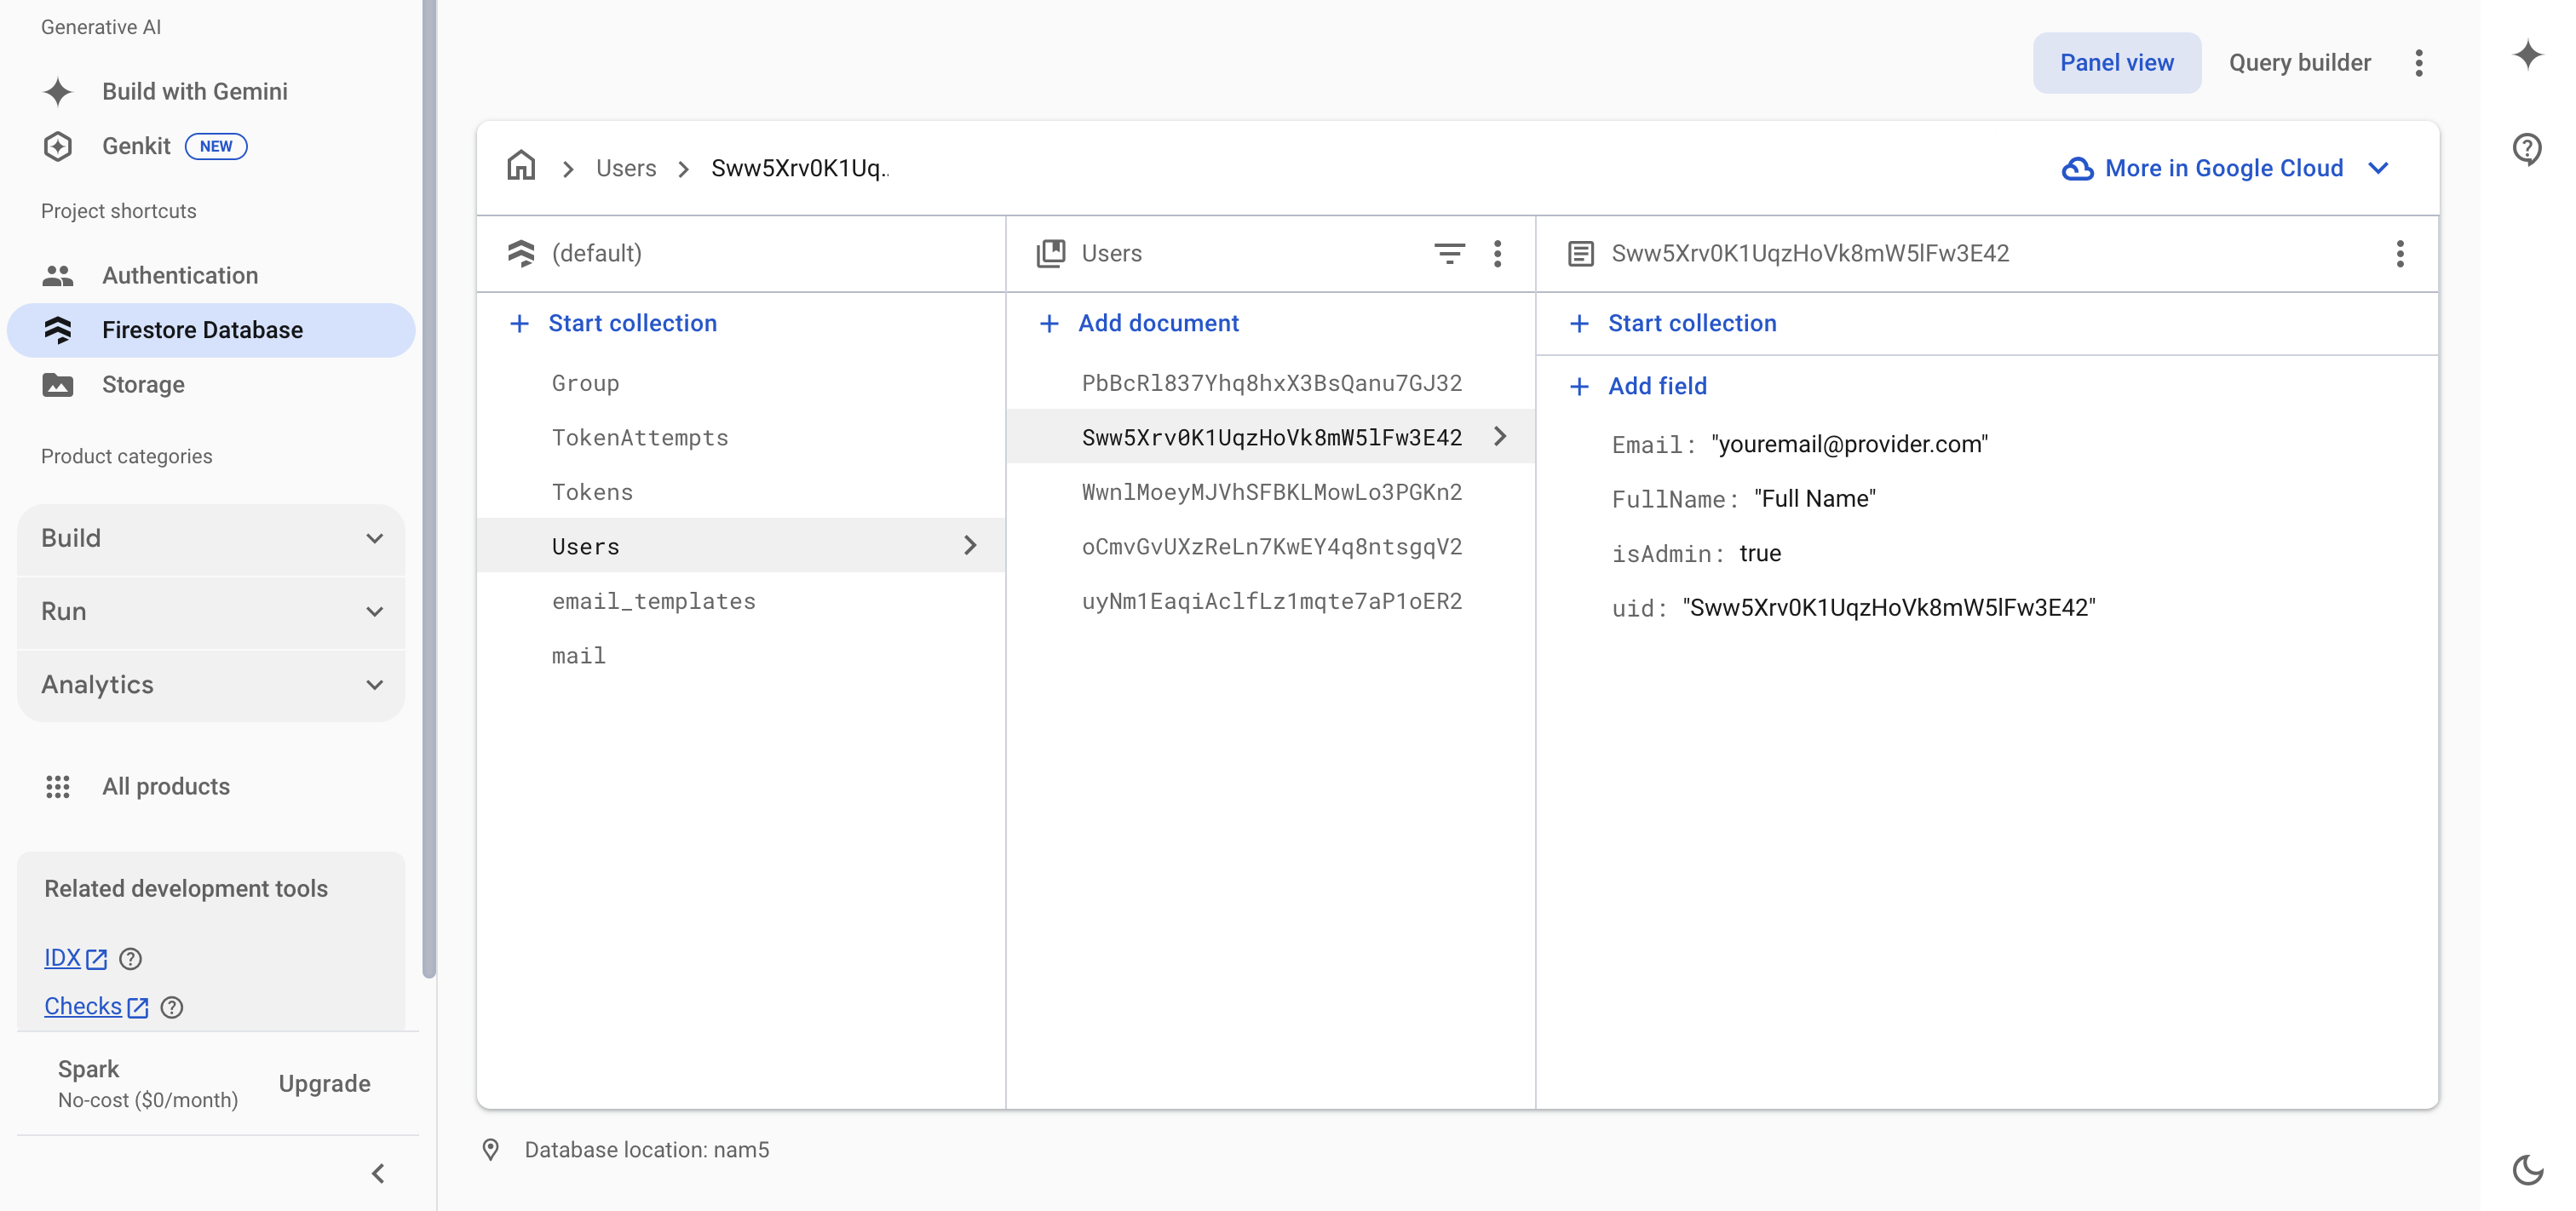 Generative AI
Build with Gemini
Genkit NEW
Project shortcuts
Authentication
Firestore Database
Storage
Product categories
Build
Run
Analytics
All products
Related development tools
IDX
Checks
Spark
No-cost ($0/month)
Upgrade
Panel view
Query builder
Users
Sww5Xrv0K1Uq..
More in Google Cloud
(default)
Start collection
Group
TokenAttempts
Tokens
Users
email_templates
mail
Users
Add document
PbBcRl837Yhq8hxX3BsQanu7GJ32
Sww5Xrv0K1UqzHoVk8mW5lFw3E42
WwnlMoeyMJVhSFBKLMowLo3PGKn2
oCmvGvUXzReLn7KwEY4q8ntsgqV2
uyNm1EaqiAclfLz1mqte7aP1oER2
Sww5Xrv0K1UqzHoVk8mW5lFw3E42
Start collection
Add field
Email: "youremail@provider.com"
FullName: "Full Name"
isAdmin: true
uid: "Sww5Xrv0K1UqzHoVk8mW5lFw3E42"
Database location: nam5